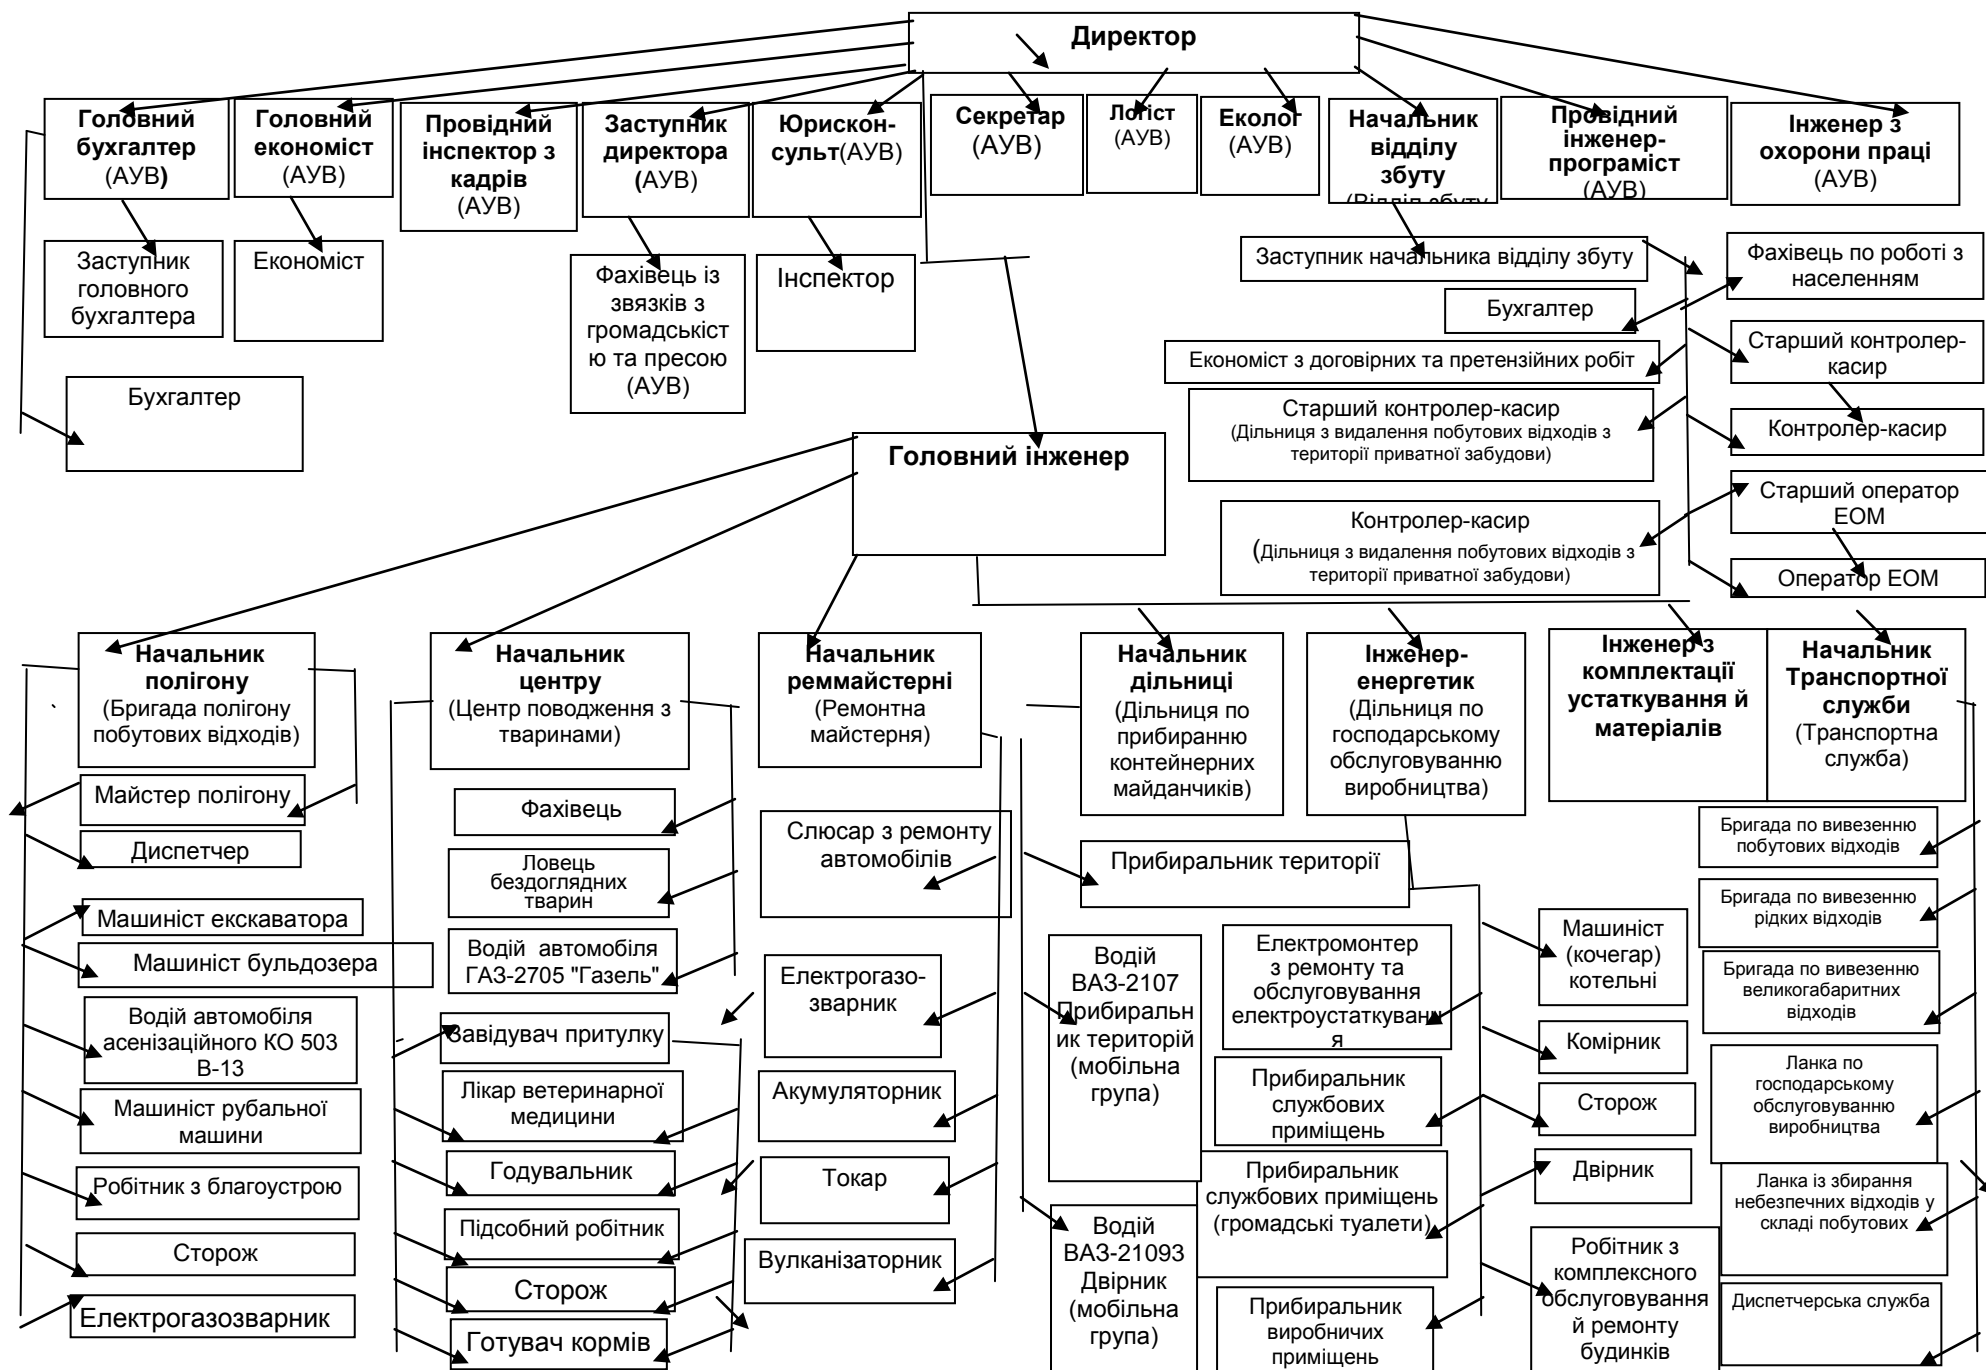 Директор
Головний
бухгалтер
(АУВ)
Головний
економіст
(АУВ)
Провідний
інспектор з
кадрів
(АУВ)
Заступник
директора
(АУВ)
Юрискон-
сульт(АУВ)
Секретар
(АУВ)
Логіст
(АУВ)
Еколог
(АУВ)
Начальник
відділу
збуту
(Відділ збуту
Провідний
інженер-
програміст
(АУВ)
Інженер з
охорони праці
(АУВ)
Заступник
головного
бухгалтера
Економіст
Фахівець із
звязків з
громадськіст
ю та пресою
(АУВ)
Інспектор
Бухгалтер
Заступник начальника відділу збуту
Бухгалтер
Економіст з договірних та претензійних робіт
Старший контролер-касир
(Дільниця з видалення побутових відходів з
території приватної забудови)
Контролер-касир
(Дільниця з видалення побутових відходів з
території приватної забудови)
Фахівець по роботі з
населенням
Старший контролер-
касир
Контролер-касир
Старший оператор
ЕОМ
Оператор ЕОМ
Головний інженер
Начальник
полігону
(Бригада полігону
побутових відходів)
Майстер полігону
Диспетчер
Машиніст екскаватора
Машиніст бульдозера
Водій автомобіля
асенізаційного КО 503
В-13
Машиніст рубальної
машини
Робітник з благоустрою
Сторож
Електрогазозварник
Начальник
центру
(Центр поводження з
тваринами)
Фахівець
Ловець
бездоглядних
тварин
Водій автомобіля
ГАЗ-2705 "Газель"
Завідувач притулку
Лікар ветеринарної
медицини
Годувальник
Підсобний робітник
Сторож
Готувач кормів
Начальник
реммайстерні
(Ремонтна
майстерня)
Слюсар з ремонту
автомобілів
Електрогазо-
зварник
Акумуляторник
Токар
Вулканізаторник
Начальник
дільниці
(Дільниця по
прибиранню
контейнерних
майданчиків)
Прибиральник території
Водій
ВАЗ-2107
Прибиральн
ик територій
(мобільна
група)
Водій
ВАЗ-21093
Двірник
(мобільна
група)
Інженер-
енергетик
(Дільниця по
господарському
обслуговуванню
виробництва)
Електромонтер
з ремонту та
обслуговування
електроустаткуванн
я
Прибиральник
службових
приміщень
Прибиральник
службових приміщень
(громадські туалети)
Прибиральник
виробничих
приміщень
Машиніст
(кочегар)
котельні
Комірник
Сторож
Двірник
Робітник з
комплексного
обслуговування
й ремонту
будинків
Інженер з
комплектації
устаткування й
матеріалів
Начальник
Транспортної
служби
(Транспортна
служба)
Бригада по вивезенню
побутових відходів
Бригада по вивезенню
рідких відходів
Бригада по вивезенню
великогабаритних
відходів
Ланка по
господарському
обслуговуванню
виробництва
Ланка із збирання
небезпечних відходів у
складі побутових
Диспетчерська служба